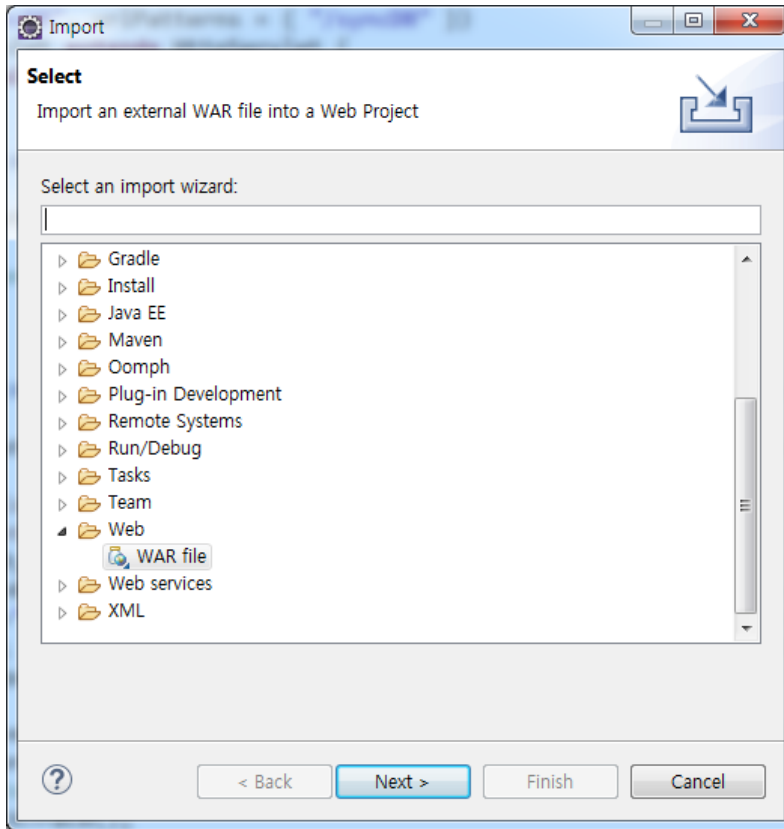 Import
Select
Import an external WAR file into a Web Project
Select an import wizard:
Gradle
Install
Java EE
Maven
Oomph
Plug-in Development
Remote Systems
Run/Debug
Tasks
Team
Web
WAR file
Web services
XML
?
< Back Next > Finish Cancel